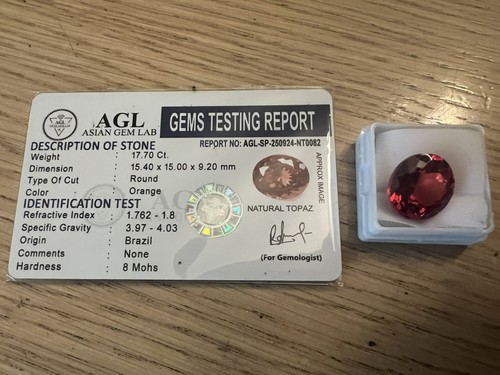 AGL
ASIAN GEM LAB
GEMS TESTING REPORT
REPORT NO: AGL-SP-250924-NT0082
DESCRIPTION OF STONE
Weight : 17.70 Ct.
Dimension : 15.40 x 15.00 x 9.20 mm
Type Of Cut : Round
Color : Orange
IDENTIFICATION TEST
Refractive Index : 1.762 - 1.8
Specific Gravity : 3.97 - 4.03
Origin : Brazil
Comments : None
Hardness : 8 Mohs
APPROX IMAGE
NATURAL TOPAZ
(For Gemologist)